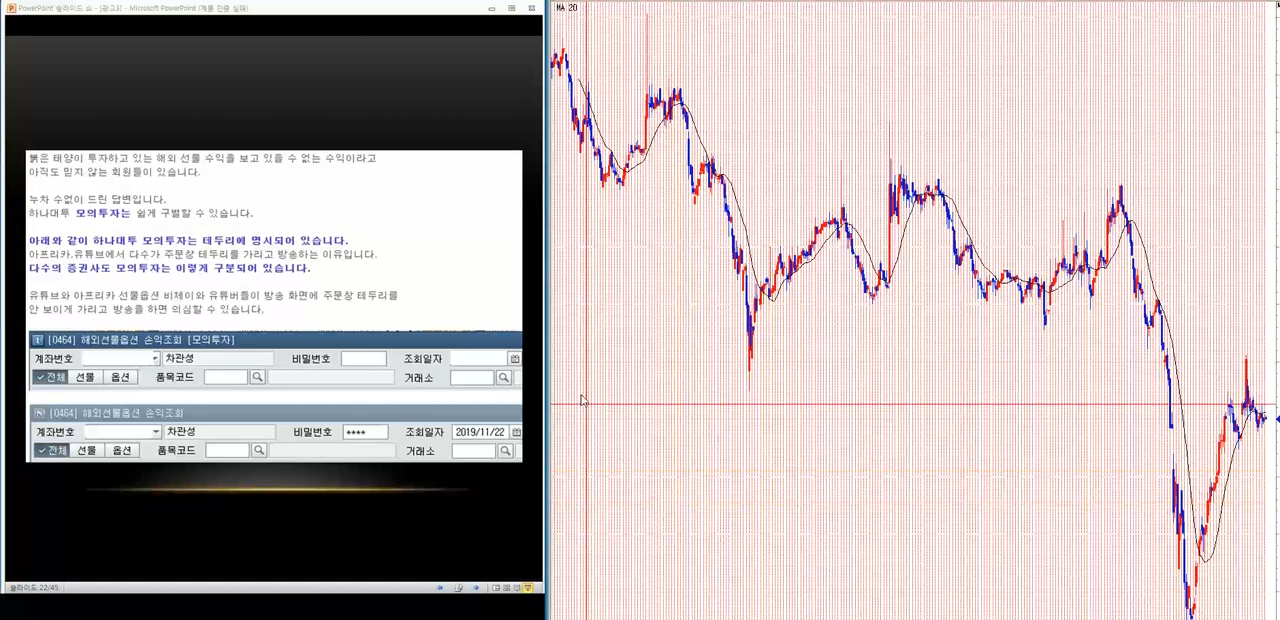 PowerPoint 슬라이드 쇼 - [광고3] - Microsoft PowerPoint (제품 인증 실패)
MA 20
붉은 태양이 투자하고 있는 해외 선물 수익을 보고 있을 수 없는 수익이라고
아직도 믿지 않는 회원들이 있습니다.
누차 수없이 드린 답변입니다.
하나대투 모의투자는 쉽게 구별할 수 있습니다.
아래와 같이 하나대투 모의투자는 테두리에 명시되어 있습니다.
아프리카,유튜브에서 다수가 주문창 테두리를 가리고 방송하는 이유입니다.
다수의 증권사도 모의투자는 이렇게 구분되어 있습니다.
유튜브와 아프리카 선물옵션 비제이와 유튜버들이 방송 화면에 주문창 테두리를
안 보이게 가리고 방송을 하면 의심할 수 있습니다.
[0464] 해외선물옵션 손익조회 [모의투자]
계좌번호 차관성 비밀번호 조회일자
전체 선물 옵션 품목코드 거래소
[0464] 해외선물옵션 손익조회
계좌번호 차관성 비밀번호 **** 조회일자 2019/11/22
전체 선물 옵션 품목코드 거래소
슬라이드 22/45